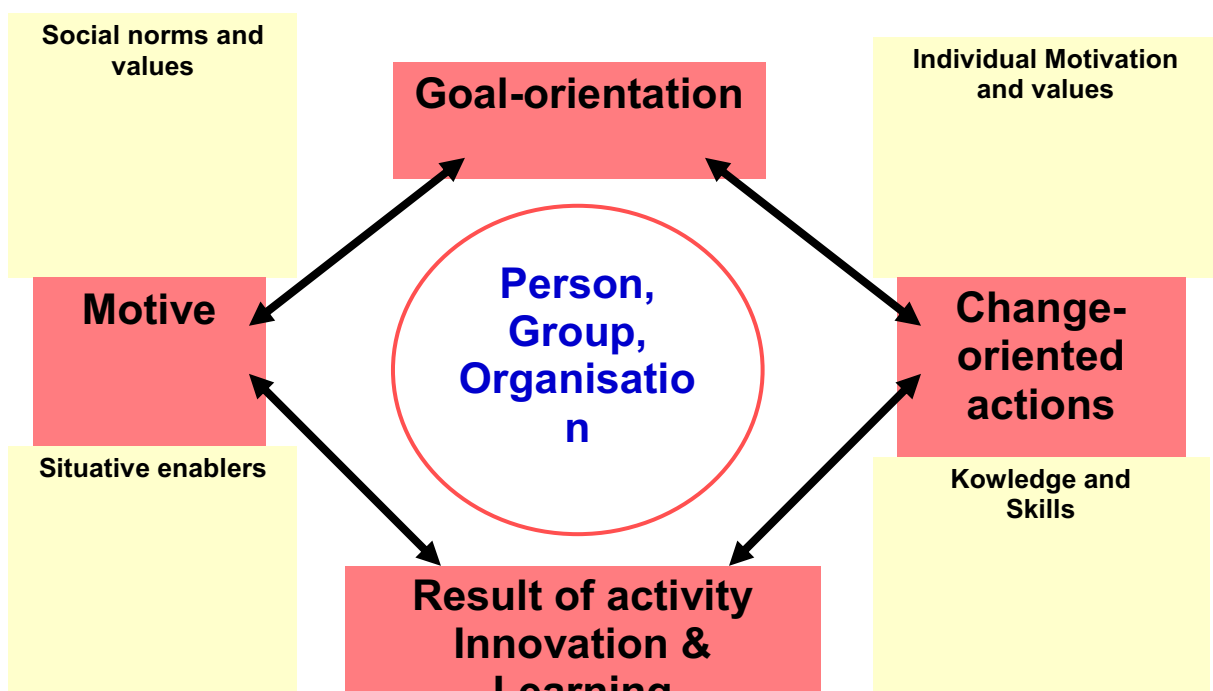 Social norms and
values
Goal-orientation
Individual Motivation
and values
Motive
Person,
Group,
Organisatio
n
Change-
oriented
actions
Situative enablers
Kowledge and
Skills
Result of activity
Innovation &
Learning